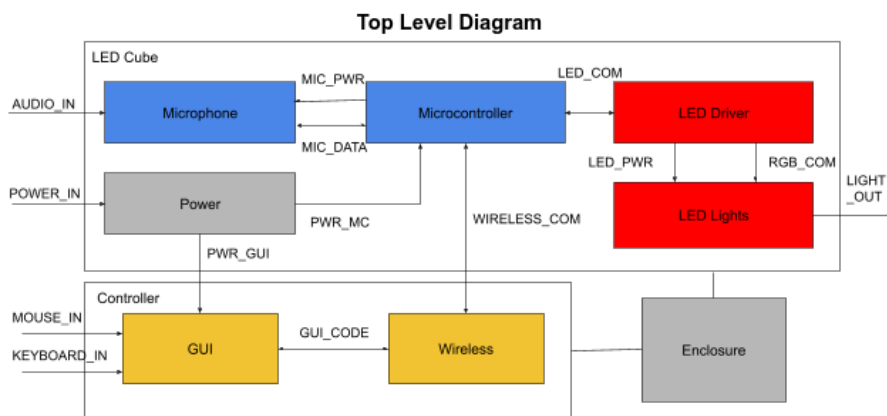 Top Level Diagram
LED Cube
MIC_PWR
LED_COM
AUDIO_IN
Microphone
Microcontroller
LED Driver
MIC_DATA
LED_PWR
RGB_COM
POWER_IN
Power
PWR_MC
WIRELESS_COM
LED Lights
LIGHT
_OUT
PWR_GUI
Controller
MOUSE_IN
GUI_CODE
GUI
Wireless
Enclosure
KEYBOARD_IN